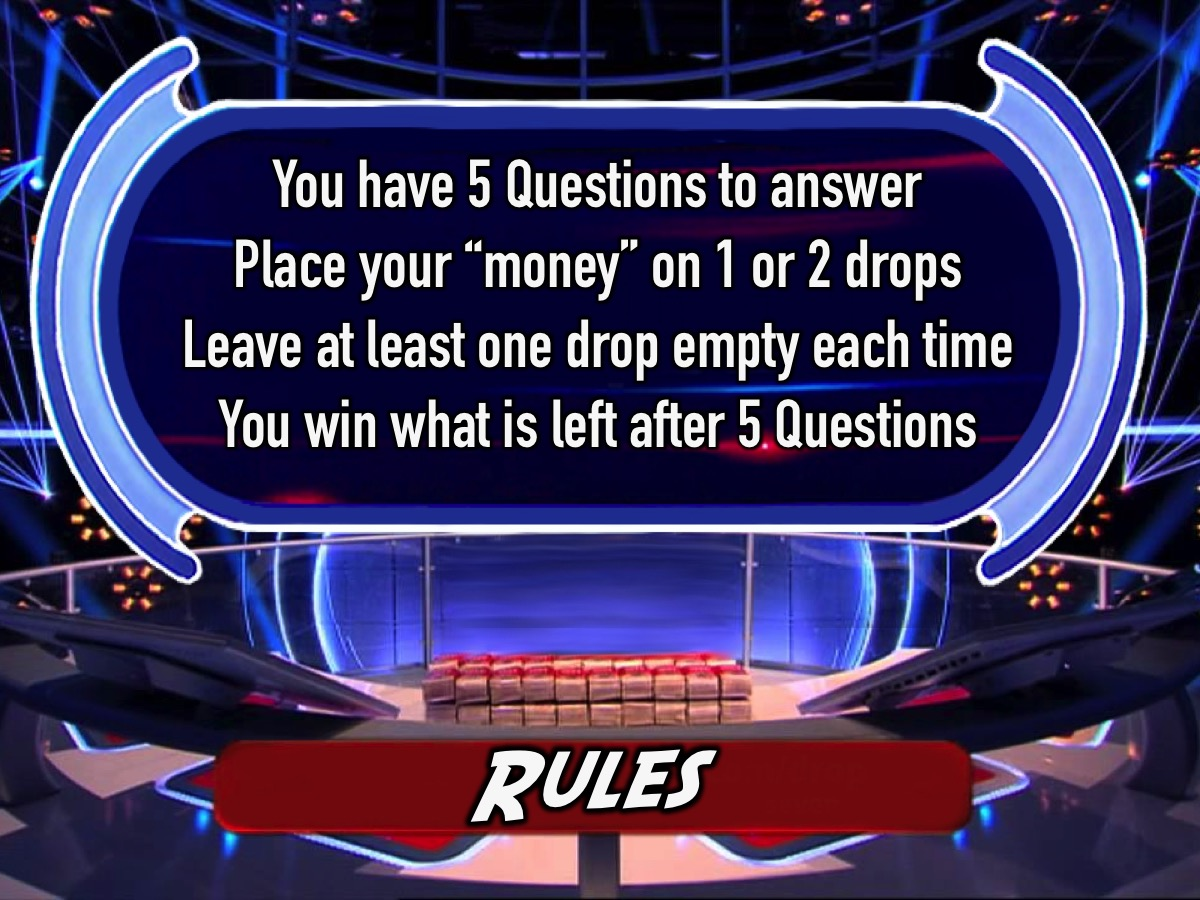 You have 5 Questions to answer
Place your “money” on 1 or 2 drops
Leave at least one drop empty each time
You win what is left after 5 Questions
Rules